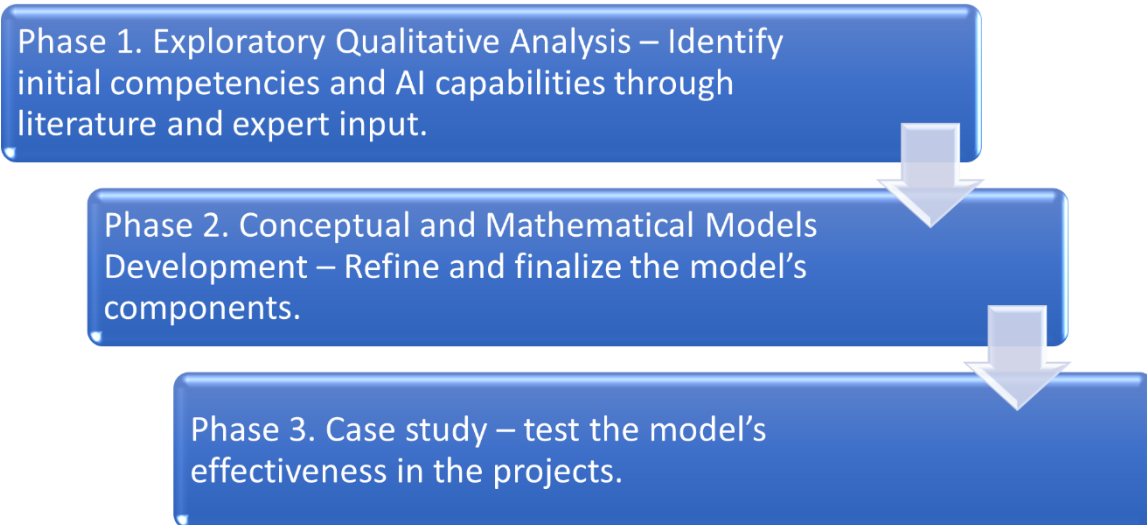 Phase 1. Exploratory Qualitative Analysis – Identify
initial competencies and AI capabilities through
literature and expert input.
Phase 2. Conceptual and Mathematical Models
Development – Refine and finalize the model’s
components.
Phase 3. Case study – test the model’s
effectiveness in the projects.